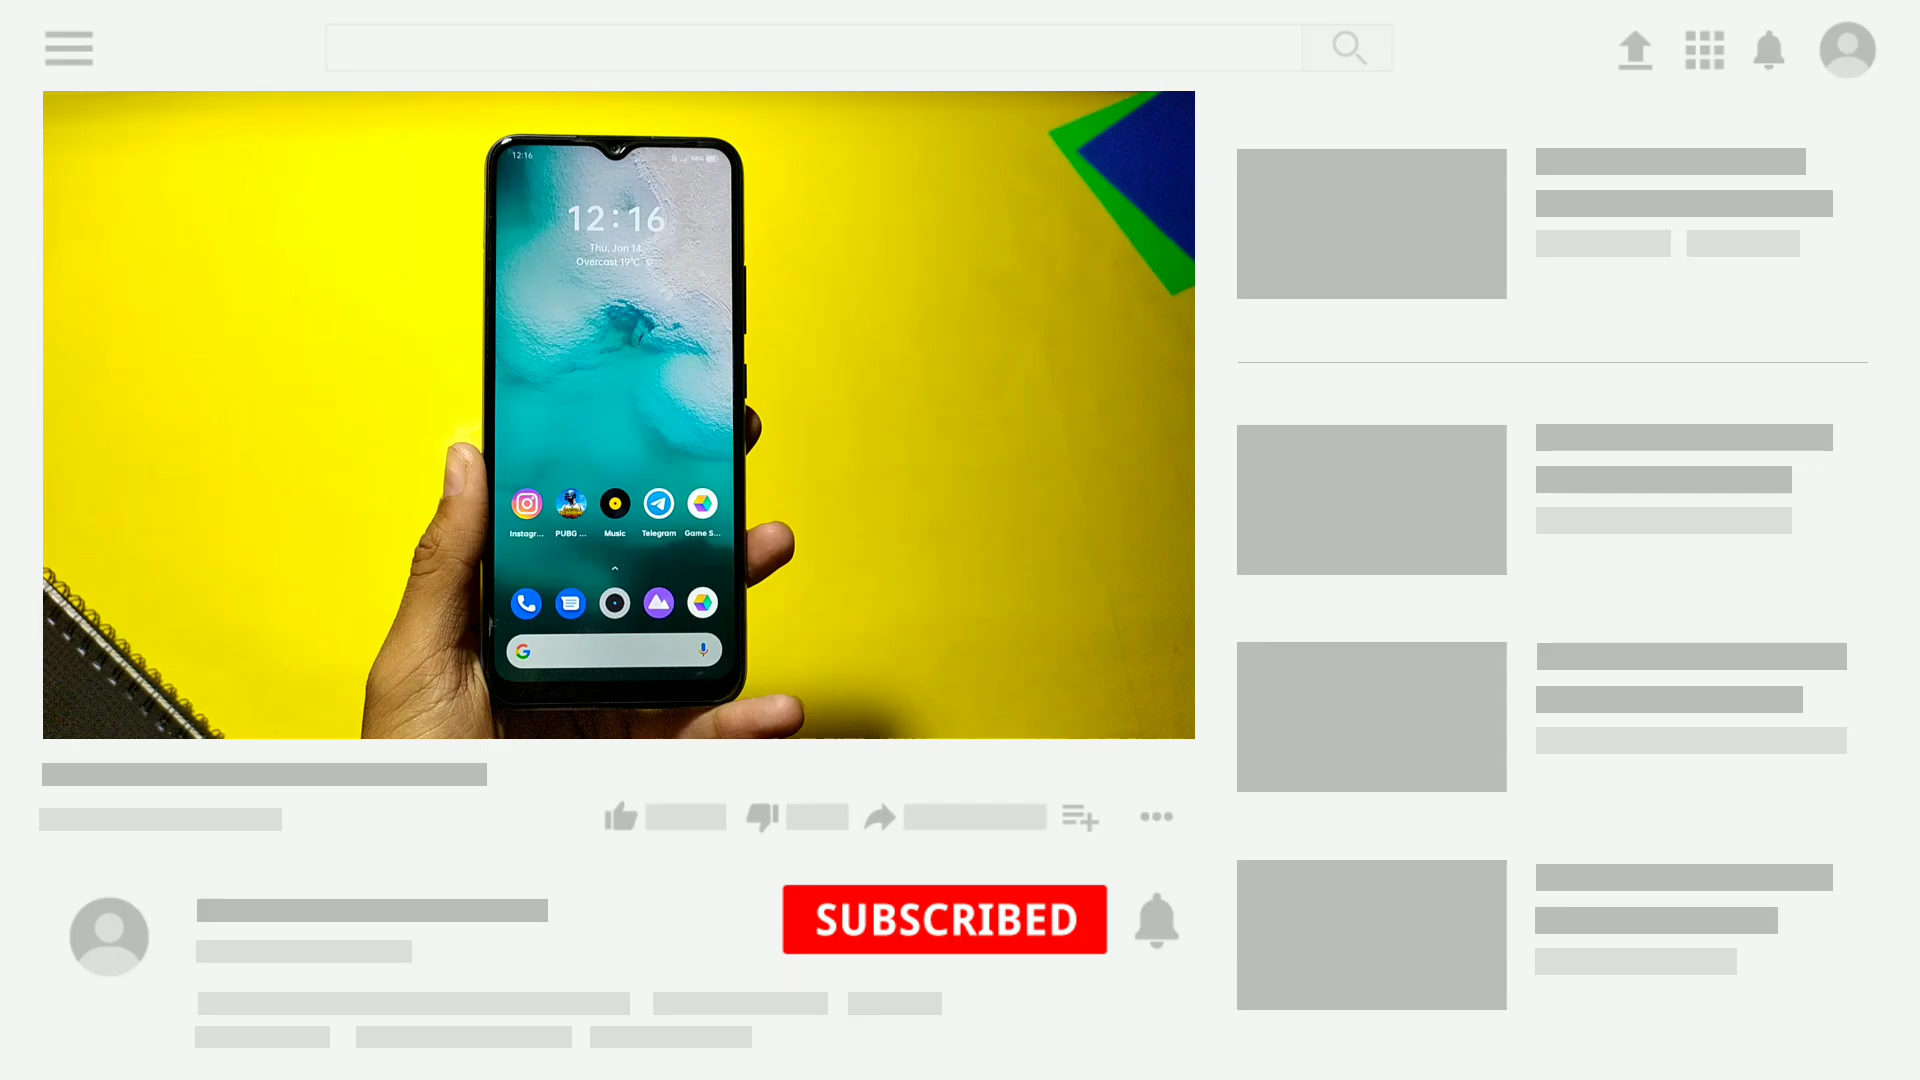 12:16
12:16
Thu, Jan 14
Overcast 19°C
Instagr... PUBG ... Music Telegram Game S...
SUBSCRIBED